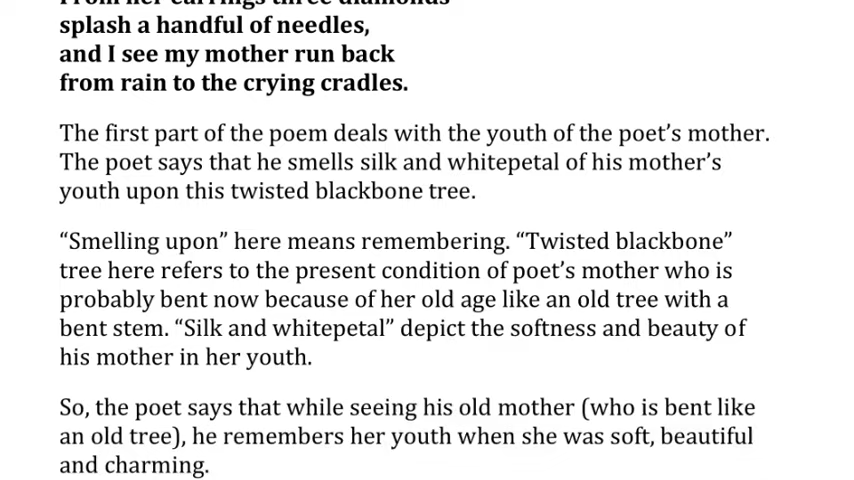 From her earrings three diamonds
splash a handful of needles,
and I see my mother run back
from rain to the crying cradles.
The first part of the poem deals with the youth of the poet’s mother.
The poet says that he smells silk and whitepetal of his mother’s
youth upon this twisted blackbone tree.
“Smelling upon” here means remembering. “Twisted blackbone”
tree here refers to the present condition of poet’s mother who is
probably bent now because of her old age like an old tree with a
bent stem. “Silk and whitepetal” depict the softness and beauty of
his mother in her youth.
So, the poet says that while seeing his old mother (who is bent like
an old tree), he remembers her youth when she was soft, beautiful
and charming.